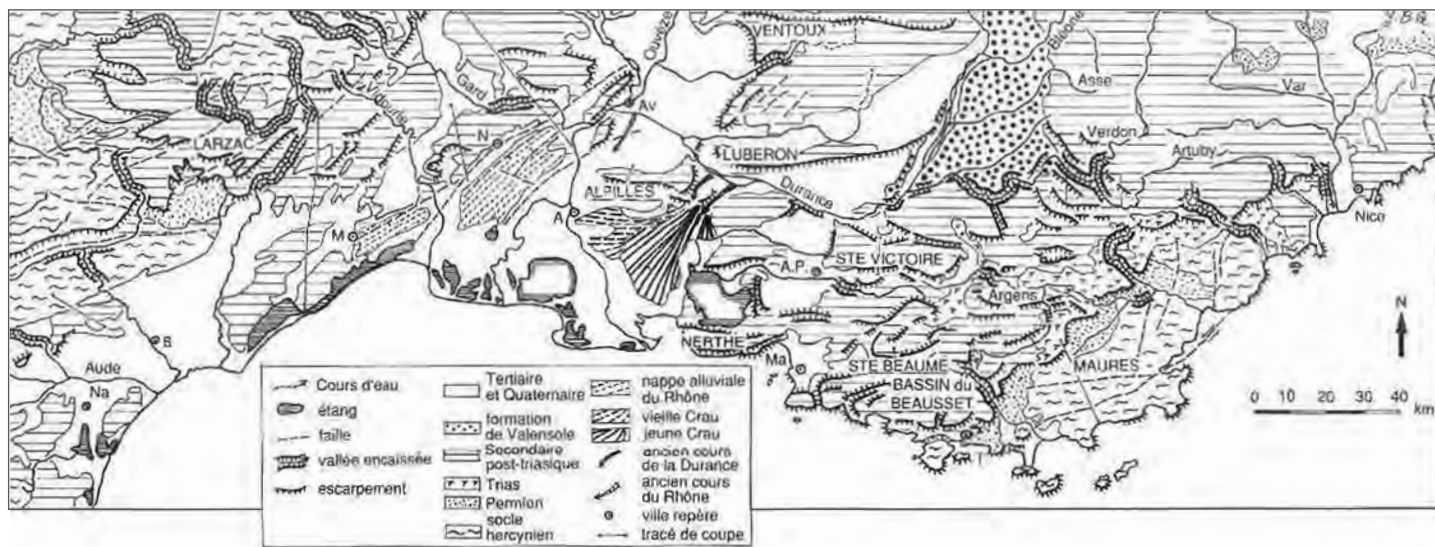 VENTOUX
Ouvèze
Bléone
Gard
Vidourle
Asse
Var
Av
N
LARZAC
Verdon
Artuby
LUBERON
Durance
ALPILLES
A
Nice
M
STE VICTOIRE
A.P.
Argens
N
B
NERTHE
Ma
STE BEAUME
MAURES
BASSIN du
BEAUSSET
Aude
Na
T
0 10 20 30 40
km
Cours d'eau
étang
faille
vallée encaissée
escarpement
Tertiaire
et Quaternaire
formation
de Valensole
Secondaire
post-triasique
Trias
Permien
socle
hercynien
nappe alluviale
du Rhône
vieille Crau
jeune Crau
ancien cours
de la Durance
ancien cours
du Rhône
ville repère
tracé de coupe